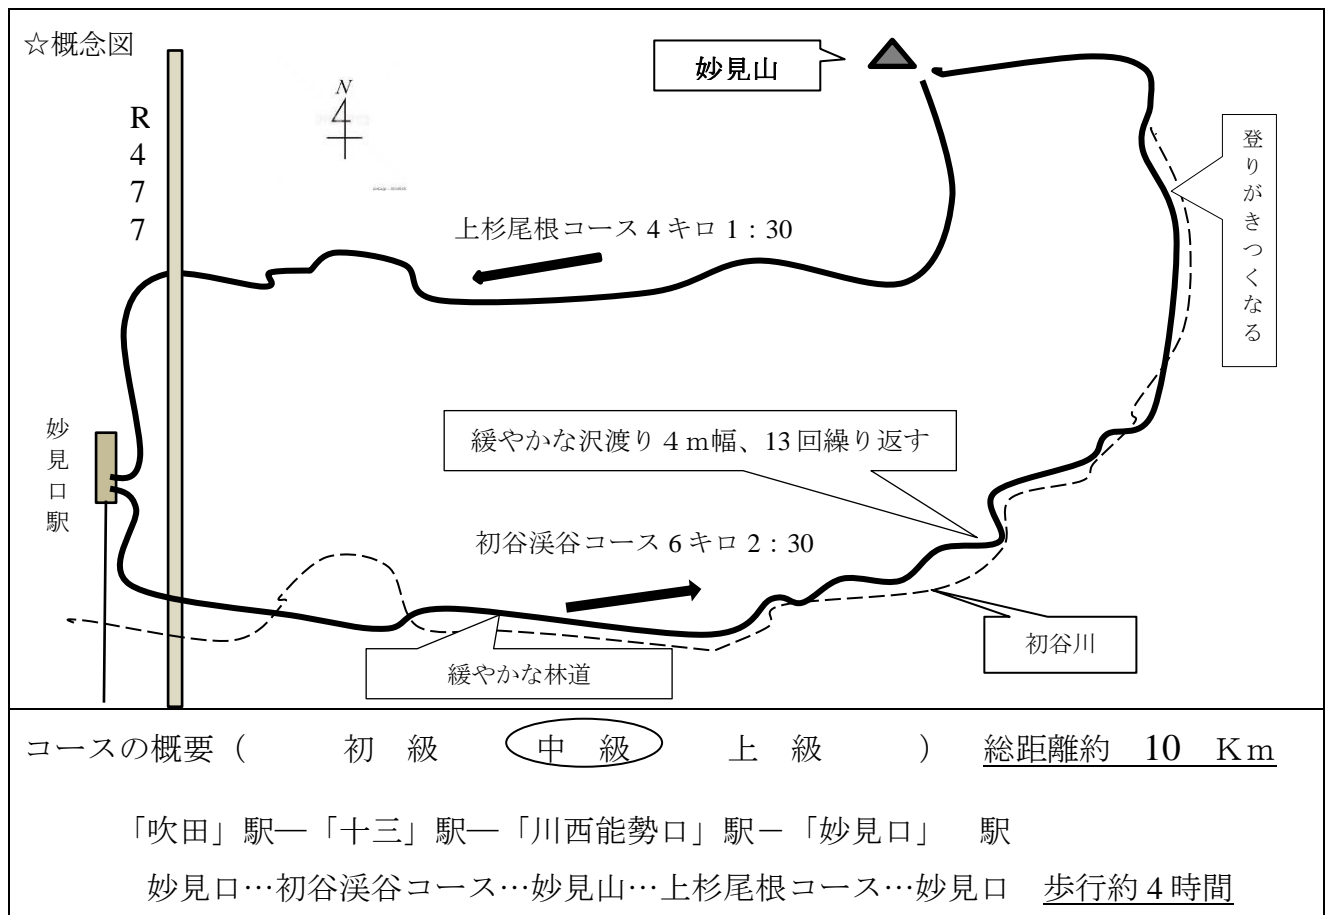 ☆概念図
妙見山
N
R
4
7
7
登りがきつくなる
上杉尾根コース4キロ 1:30
妙見口駅
緩やかな沢渡り4m幅、13回繰り返す
初谷渓谷コース6キロ 2:30
初谷川
緩やかな林道
コースの概要( 初 級 中 級 上 級 ) 総距離約 10 Km
「吹田」駅―「十三」駅―「川西能勢口」駅－「妙見口」 駅
妙見口…初谷渓谷コース…妙見山…上杉尾根コース…妙見口 歩行約4時間